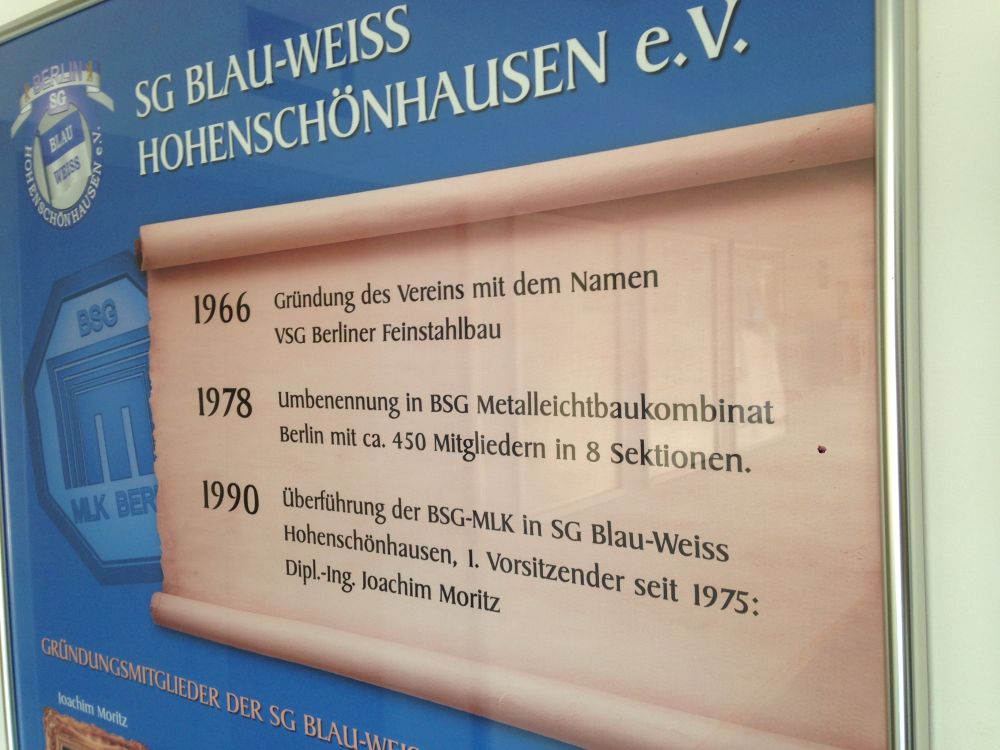 BERLIN
SG
BLAU
WEISS
HOHENSCHÖNHAUSEN e.V.
SG BLAU-WEISS
HOHENSCHÖNHAUSEN e.V.
BSG
MLK BER
1966 Gründung des Vereins mit dem Namen
VSG Berliner Feinstahlbau
1978 Umbenennung in BSG Metalleichtbaukombinat
Berlin mit ca. 450 Mitgliedern in 8 Sektionen.
1990 Überführung der BSG-MLK in SG Blau-Weiss
Hohenschönhausen, 1. Vorsitzender seit 1975:
Dipl.-Ing. Joachim Moritz
GRÜNDUNGSMITGLIEDER DER SG BLAU-WEISS
Joachim Moritz